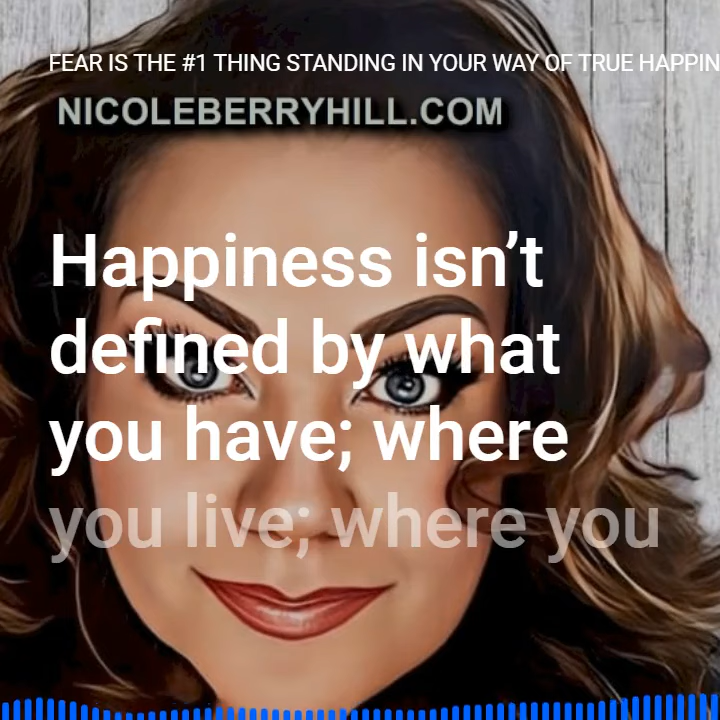 FEAR IS THE #1 THING STANDING IN YOUR WAY OF TRUE HAPPIN
NICOLEBERRYHILL.COM
Happiness isn’t
defined by what
you have; where
you live; where you